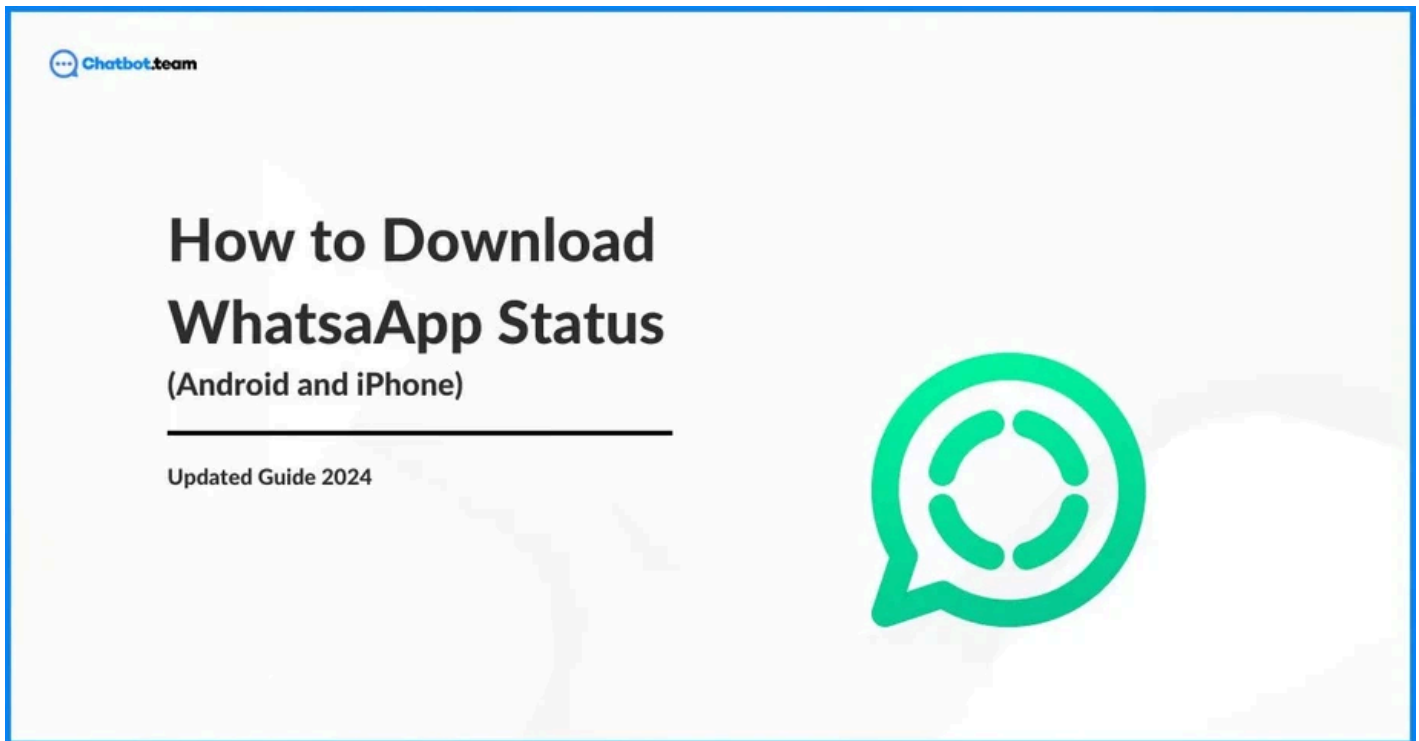 Chatbot.team
How to Download
WhatsaApp Status
(Android and iPhone)
Updated Guide 2024